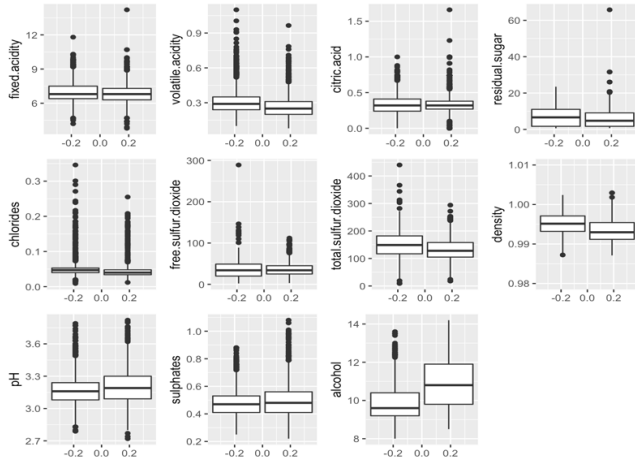 fixed.acidity
12
9
6
-0.2 0.0 0.2
volatile.acidity
0.9
0.6
0.3
-0.2 0.0 0.2
citric.acid
1.5
1.0
0.5
0.0
-0.2 0.0 0.2
residual.sugar
60
40
20
0
-0.2 0.0 0.2
chlorides
0.3
0.2
0.1
0.0
-0.2 0.0 0.2
free.sulfur.dioxide
300
200
100
0
-0.2 0.0 0.2
total.sulfur.dioxide
400
300
200
100
0
-0.2 0.0 0.2
density
1.01
1.00
0.99
0.98
-0.2 0.0 0.2
pH
3.6
3.3
3.0
2.7
-0.2 0.0 0.2
sulphates
1.0
0.8
0.6
0.4
0.2
-0.2 0.0 0.2
alcohol
14
12
10
8
-0.2 0.0 0.2